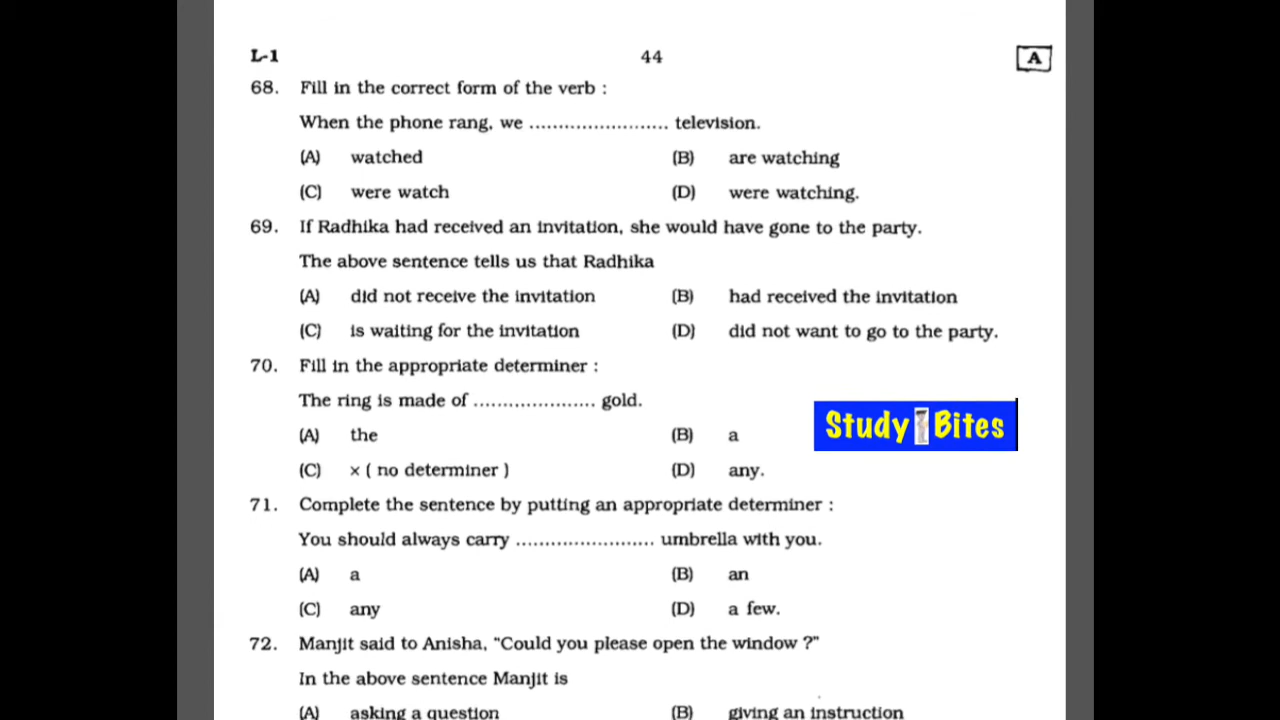 L-1 44 A
68. Fill in the correct form of the verb :
When the phone rang, we ........................ television.
(A) watched (B) are watching
(C) were watch (D) were watching.
69. If Radhika had received an invitation, she would have gone to the party.
The above sentence tells us that Radhika
(A) did not receive the invitation (B) had received the invitation
(C) is waiting for the invitation (D) did not want to go to the party.
70. Fill in the appropriate determiner :
The ring is made of ..................... gold.
(A) the (B) a
Study Bites
(C) × ( no determiner ) (D) any.
71. Complete the sentence by putting an appropriate determiner :
You should always carry ........................ umbrella with you.
(A) a (B) an
(C) any (D) a few.
72. Manjit said to Anisha, "Could you please open the window ?"
In the above sentence Manjit is
(A) asking a question (B) giving an instruction